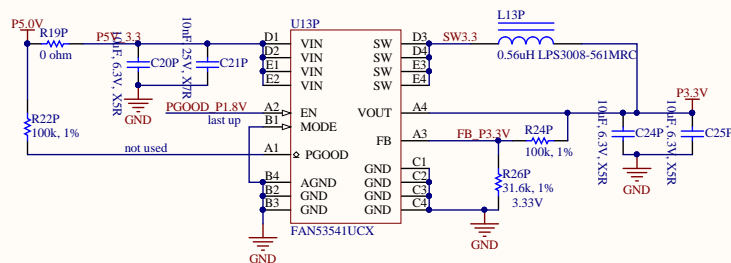 P5.0V
R19P
0 ohm
P5V_3.3
10uF, 6.3V, X5R
C20P
10nF 25V, X7R
C21P
GND
R22P
100k, 1%
PGOOD_P1.8V
last up
not used
U13P
D1 VIN SW D3
D2 VIN SW D4
E1 VIN SW E3
E2 VIN SW E4
A2 EN VOUT A4
B1 MODE
FB A3
A1 PGOOD
GND C1
B4 AGND GND C2
B2 GND GND C3
B3 GND GND C4
FAN53541UCX
GND
SW3.3
L13P
0.56uH LPS3008-561MRC
P3.3V
FB_P3.3V
R24P
100k, 1%
R26P
31.6k, 1%
3.33V
GND
10uF, 6.3V, X5R
C24P
10uF, 6.3V, X5R
C25P
GND